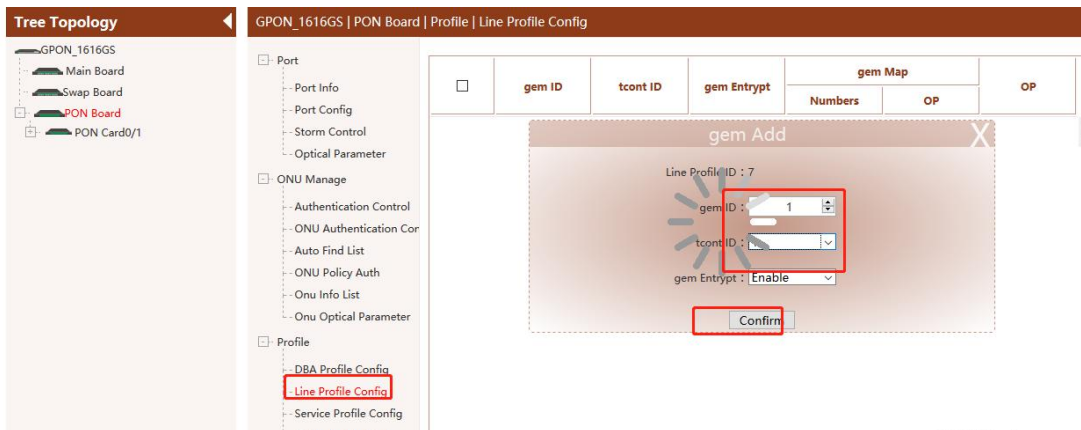 Tree Topology
GPON_1616GS
Main Board
Swap Board
PON Board
PON Card0/1
GPON_1616GS | PON Board | Profile | Line Profile Config
Port
Port Info
Port Config
Storm Control
Optical Parameter
ONU Manage
Authentication Control
ONU Authentication Con
Auto Find List
ONU Policy Auth
Onu Info List
Onu Optical Parameter
Profile
DBA Profile Config
Line Profile Config
Service Profile Config
gem ID
tcont ID
gem Entrypt
gem Map
Numbers
OP
OP
gem Add
X
Line Profile ID : 7
gem ID : 1
tcont ID :
gem Entrypt : Enable
Confirm